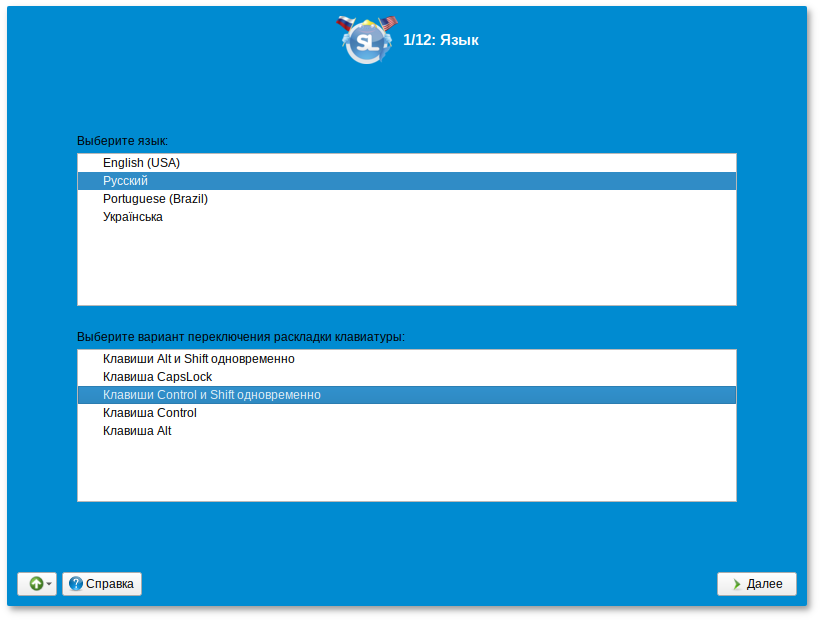 SL
1/12: Язык
Выберите язык:
English (USA)
Русский
Portuguese (Brazil)
Українська
Выберите вариант переключения раскладки клавиатуры:
Клавиши Alt и Shift одновременно
Клавиша CapsLock
Клавиши Control и Shift одновременно
Клавиша Control
Клавиша Alt
Справка
Далее